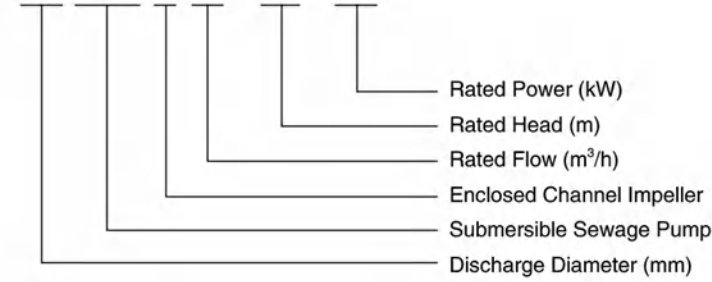 Rated Power (kW)
Rated Head (m)
Rated Flow (m³/h)
Enclosed Channel Impeller
Submersible Sewage Pump
Discharge Diameter (mm)